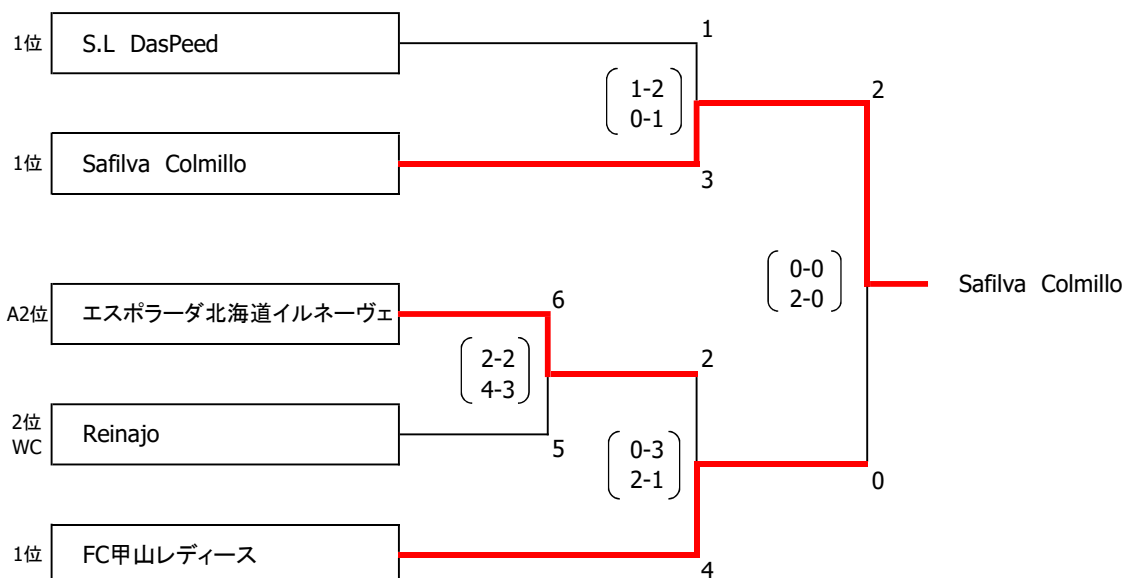 1位 S.L DasPeed
1
1-2
0-1
2
1位 Safilva Colmillo
3
0-0
2-0
Safilva Colmillo
A2位 エスポラーダ北海道イルネーヴェ
6
2-2
4-3
2
2位
WC
Reinajo
5
0-3
2-1
0
1位 FC甲山レディース
4